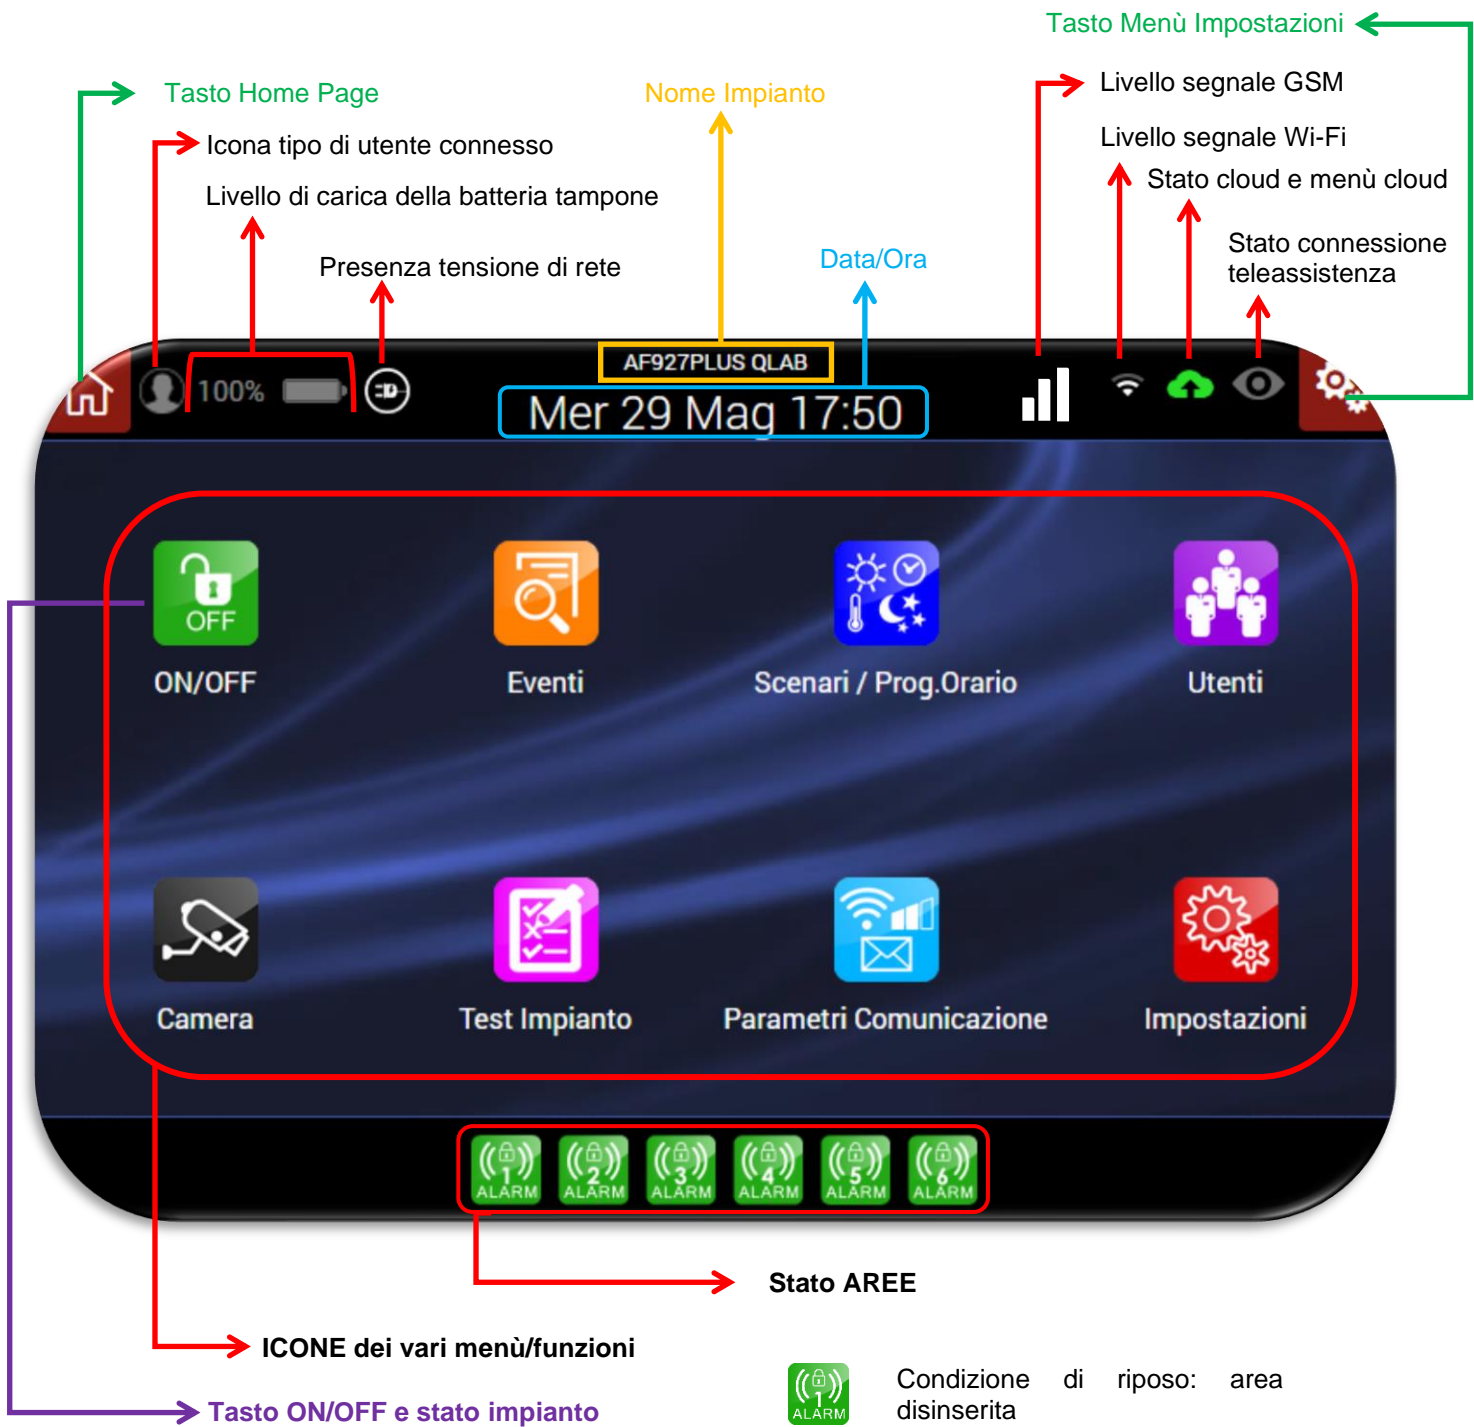 Tasto Menù Impostazioni
Tasto Home Page
Nome Impianto
Livello segnale GSM
Icona tipo di utente connesso
Livello segnale Wi-Fi
Livello di carica della batteria tampone
Stato cloud e menù cloud
Presenza tensione di rete
Data/Ora
Stato connessione
teleassistenza
AF927PLUS QLAB
100%
Mer 29 Mag 17:50
OFF
ON/OFF
Eventi
Scenari / Prog.Orario
Utenti
Camera
Test Impianto
Parametri Comunicazione
Impostazioni
1 ALARM
2 ALARM
3 ALARM
4 ALARM
5 ALARM
6 ALARM
Stato AREE
ICONE dei vari menù/funzioni
Tasto ON/OFF e stato impianto
1 ALARM
Condizione di riposo: area
disinserita